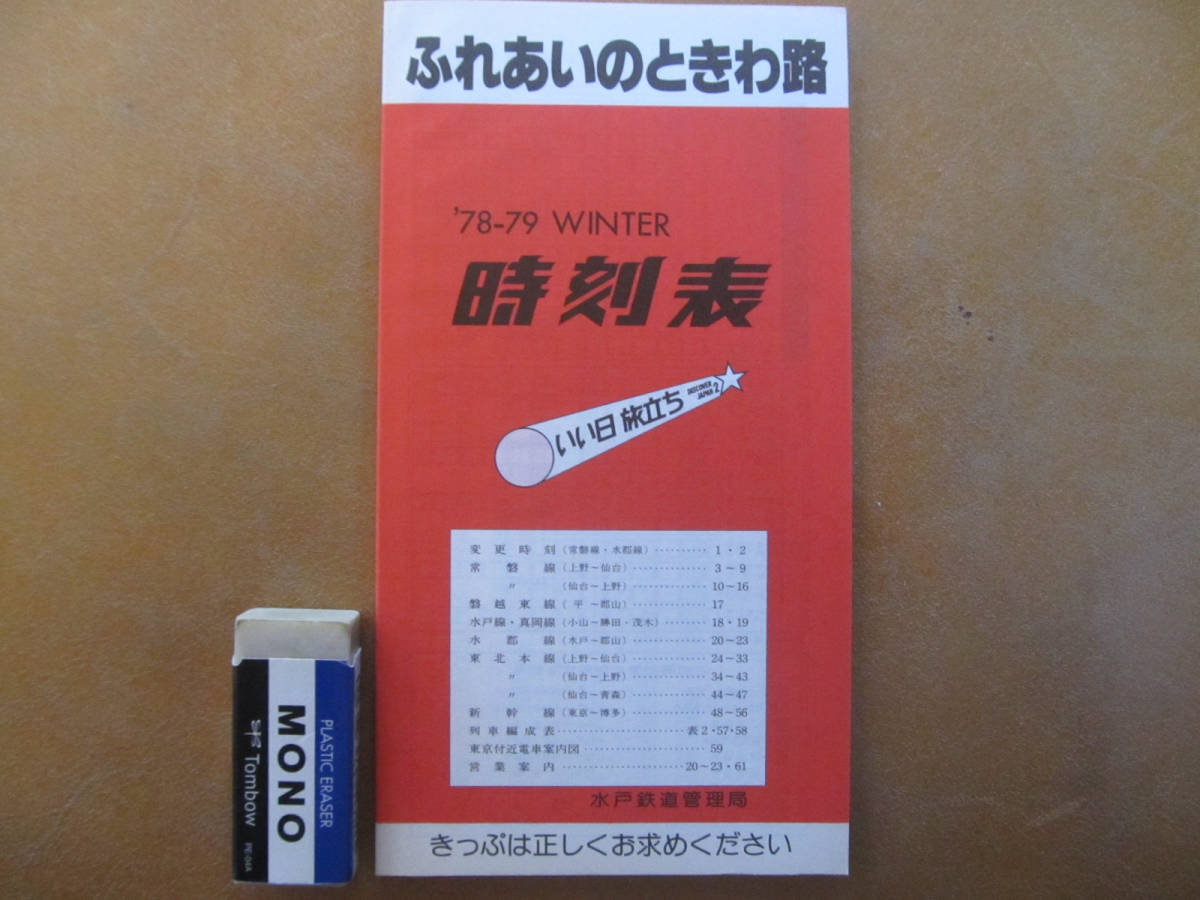 ふれあいのときわ路
'78-79 WINTER
時刻表
いい日旅立ち
DISCOVER
JAPAN 2
変更時刻(常磐線・水郡線)·········· 1・2
常磐線(上野〜仙台)·············· 3〜9
〃(仙台〜上野)·············· 10〜16
磐越東線(平〜郡山)·············· 17
水戸線・真岡線(小山〜勝田・茂木)········ 18・19
水郡線(水戸〜郡山)·············· 20〜23
東北本線(上野〜仙台)·············· 24〜33
〃(仙台〜上野)·············· 34〜43
〃(仙台〜青森)·············· 44〜47
新幹線(東京〜博多)·············· 48〜56
列車編成表························表2・57・58
東京付近電車案内図······················· 59
営業案内·······················20〜23・61
水戸鉄道管理局
きっぷは正しくお求めください
PLASTIC ERASER
MONO
Tombow
PE-04A